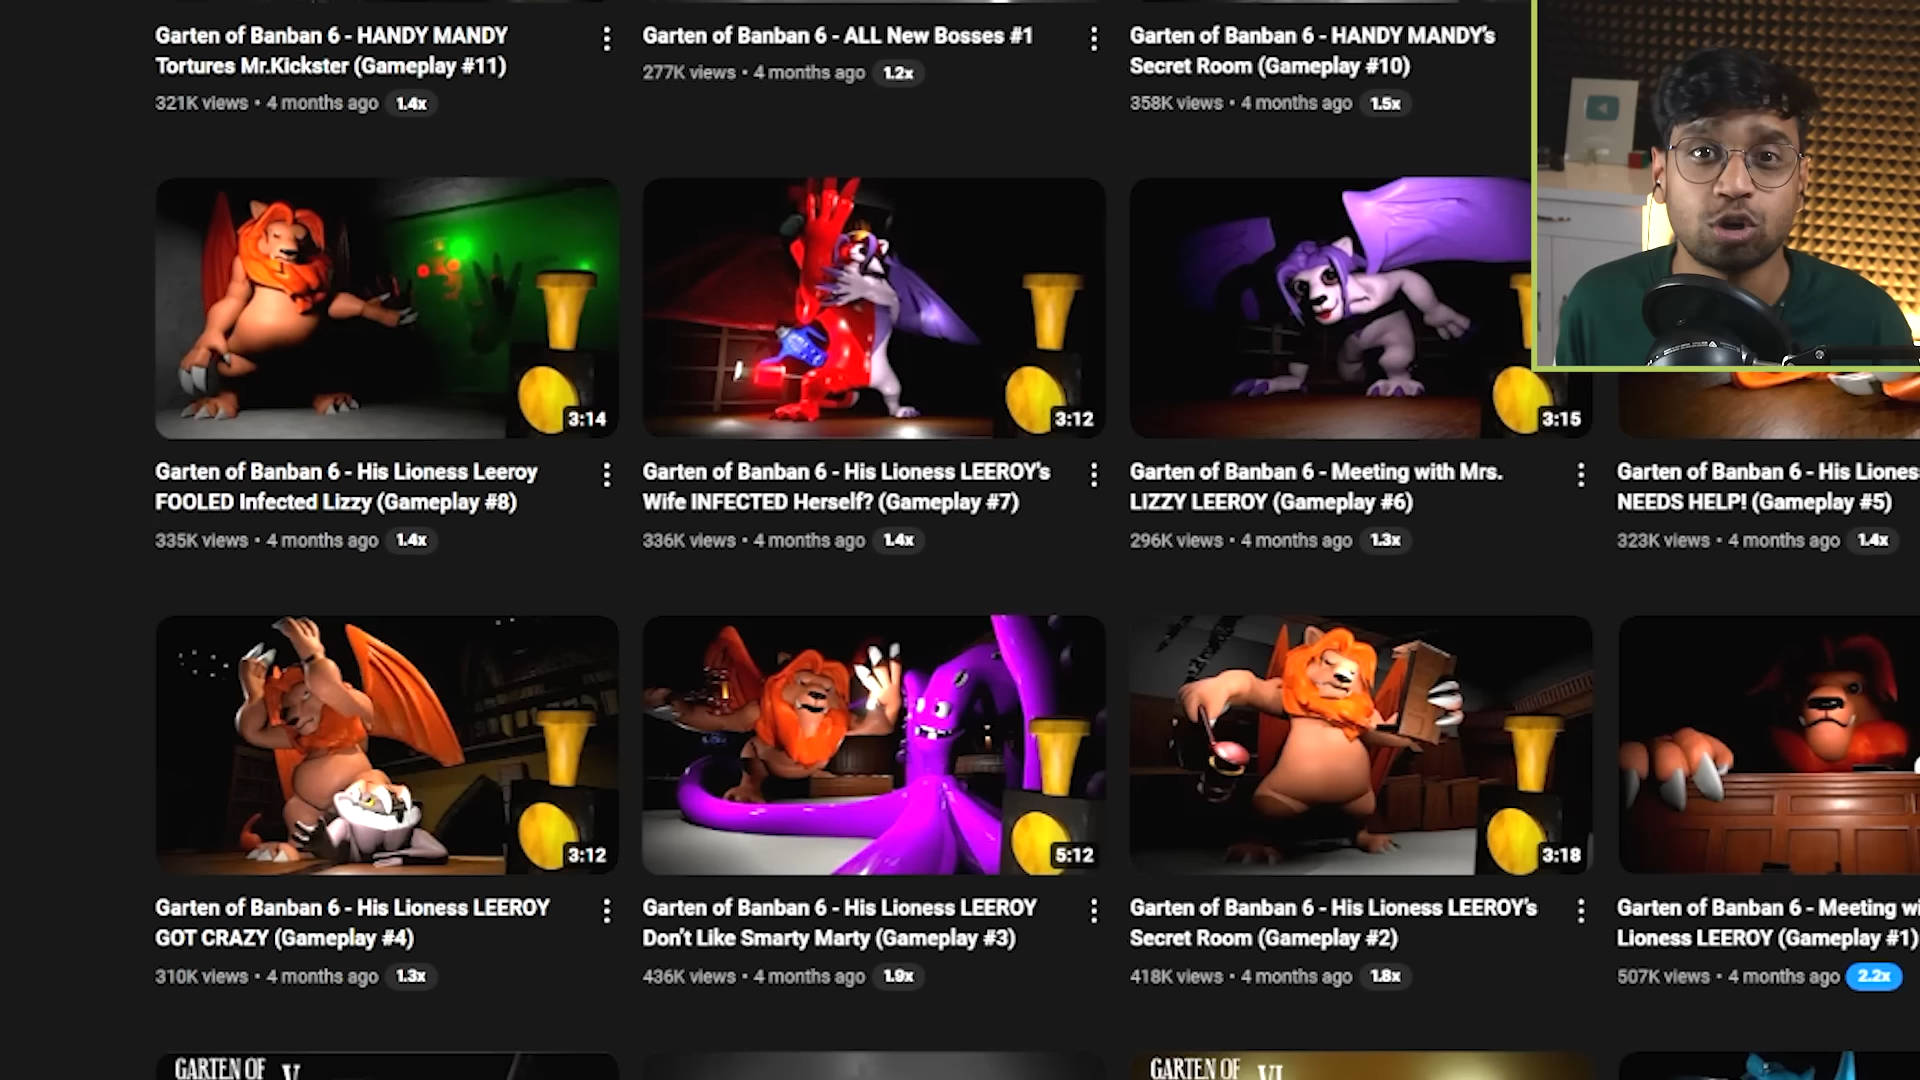 Garten of Banban 6 - HANDY MANDY
Tortures Mr.Kickster (Gameplay #11)
321K views • 4 months ago 1.4x
Garten of Banban 6 - ALL New Bosses #1
277K views • 4 months ago 1.2x
Garten of Banban 6 - HANDY MANDY's
Secret Room (Gameplay #10)
358K views • 4 months ago 1.5x
3:14
Garten of Banban 6 - His Lioness Leeroy
FOOLED Infected Lizzy (Gameplay #8)
335K views • 4 months ago 1.4x
3:12
Garten of Banban 6 - His Lioness LEEROY's
Wife INFECTED Herself? (Gameplay #7)
336K views • 4 months ago 1.4x
3:15
Garten of Banban 6 - Meeting with Mrs.
LIZZY LEEROY (Gameplay #6)
296K views • 4 months ago 1.3x
Garten of Banban 6 - His Liones
NEEDS HELP! (Gameplay #5)
323K views • 4 months ago 1.4x
3:12
Garten of Banban 6 - His Lioness LEEROY
GOT CRAZY (Gameplay #4)
310K views • 4 months ago 1.3x
5:12
Garten of Banban 6 - His Lioness LEEROY
Don't Like Smarty Marty (Gameplay #3)
436K views • 4 months ago 1.9x
3:18
Garten of Banban 6 - His Lioness LEEROY's
Secret Room (Gameplay #2)
418K views • 4 months ago 1.8x
Garten of Banban 6 - Meeting wi
Lioness LEEROY (Gameplay #1)
507K views • 4 months ago 2.2x
GARTEN OF
V
GARTEN OF
VI